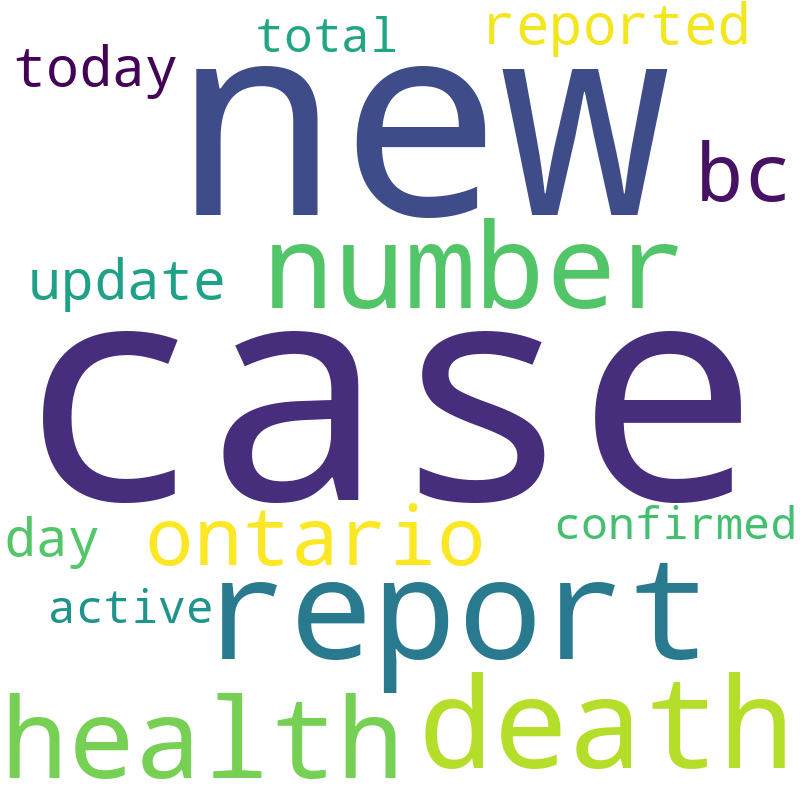 total
reported
today
new
bc
number
update
case
day
ontario
confirmed
active
report
health
death